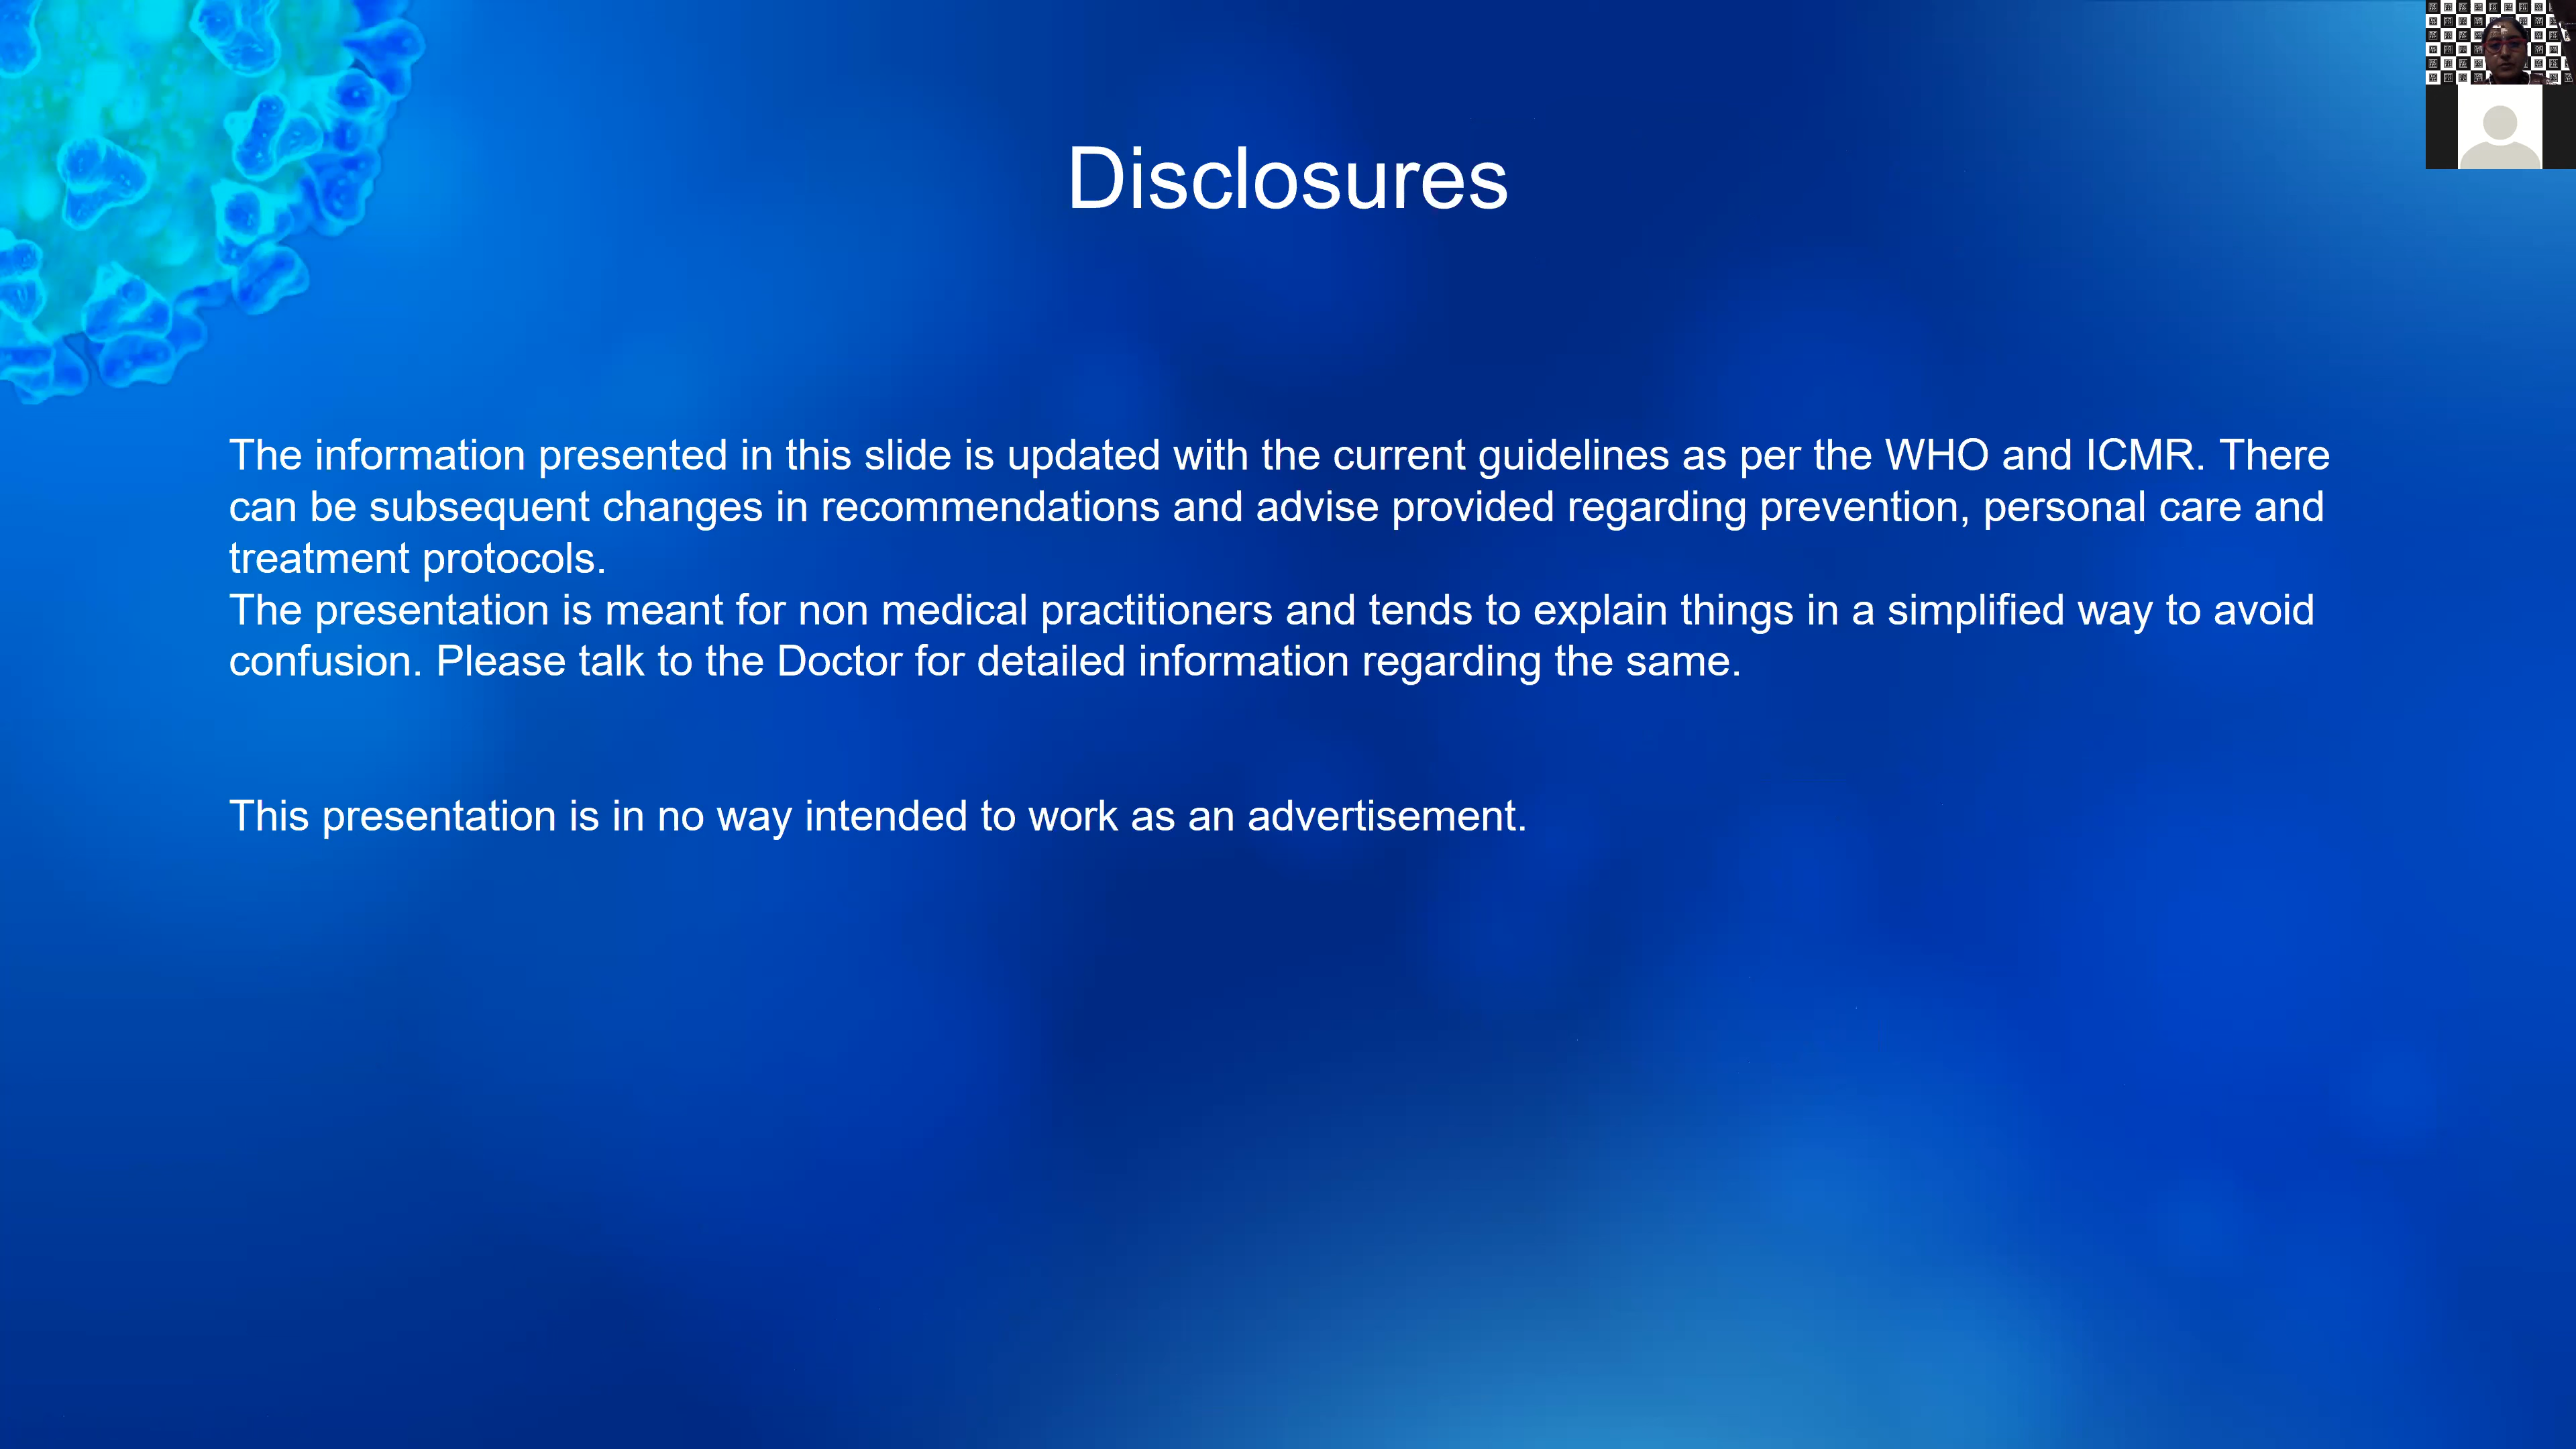 Disclosures
The information presented in this slide is updated with the current guidelines as per the WHO and ICMR. There
can be subsequent changes in recommendations and advise provided regarding prevention, personal care and
treatment protocols.
The presentation is meant for non medical practitioners and tends to explain things in a simplified way to avoid
confusion. Please talk to the Doctor for detailed information regarding the same.
This presentation is in no way intended to work as an advertisement.